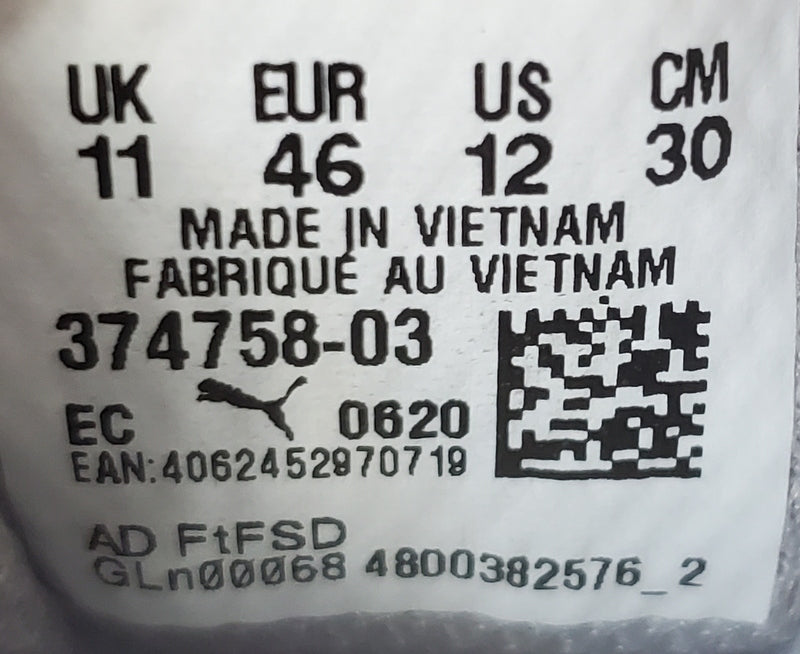 UK EUR US CM
11 46 12 30
MADE IN VIETNAM
FABRIQUÉ AU VIETNAM
374758-03
EC 0620
EAN:4062452970719
AD FtFSD
GLn00068 4800382576_2